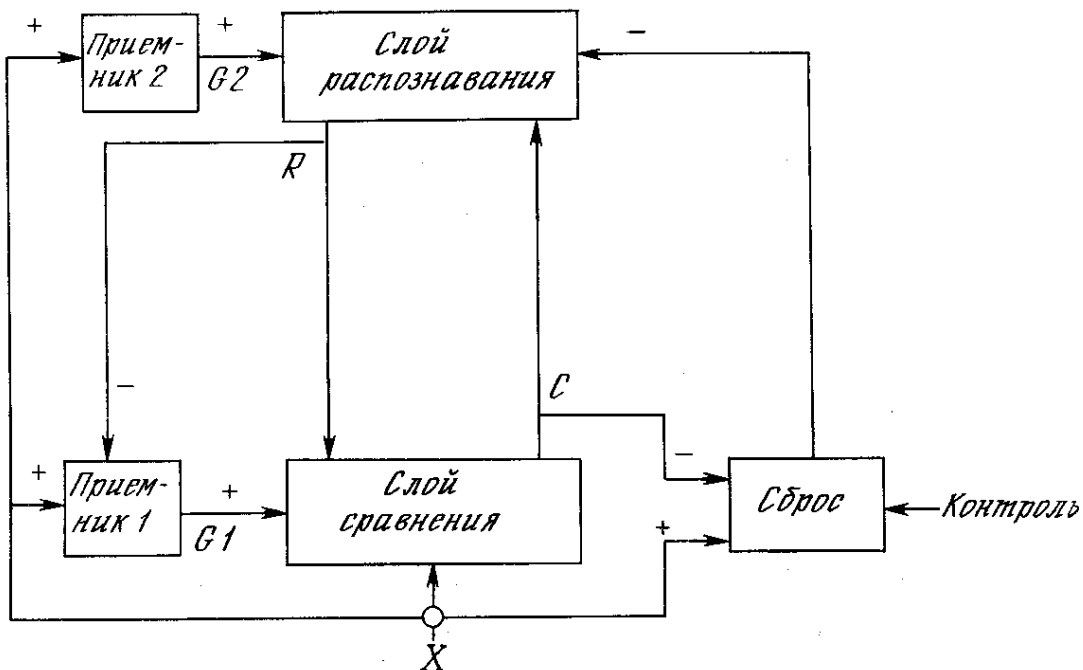 +
Прием-
ник 2
+
G2
Слой
распознавания
−
R
−
C
+
Прием-
ник 1
+
G1
Слой
сравнения
−
+
Сброс
Контроль
X